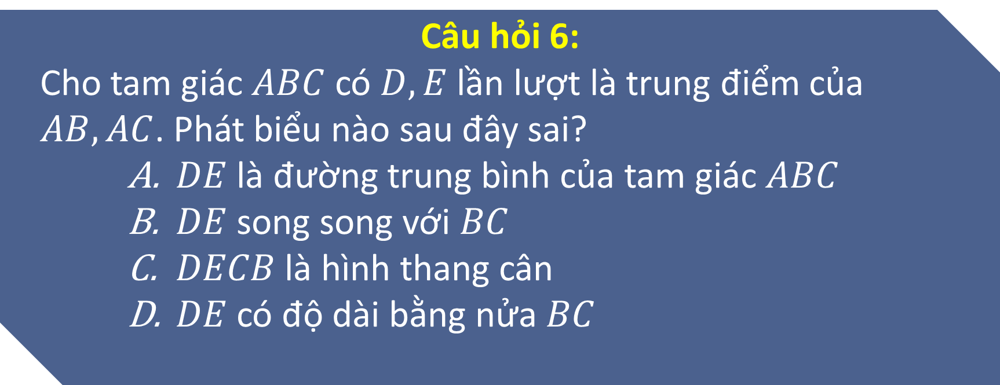 Câu hỏi 6:
Cho tam giác ABC có D, E lần lượt là trung điểm của
AB, AC. Phát biểu nào sau đây sai?
A. DE là đường trung bình của tam giác ABC
B. DE song song với BC
C. DECB là hình thang cân
D. DE có độ dài bằng nửa BC